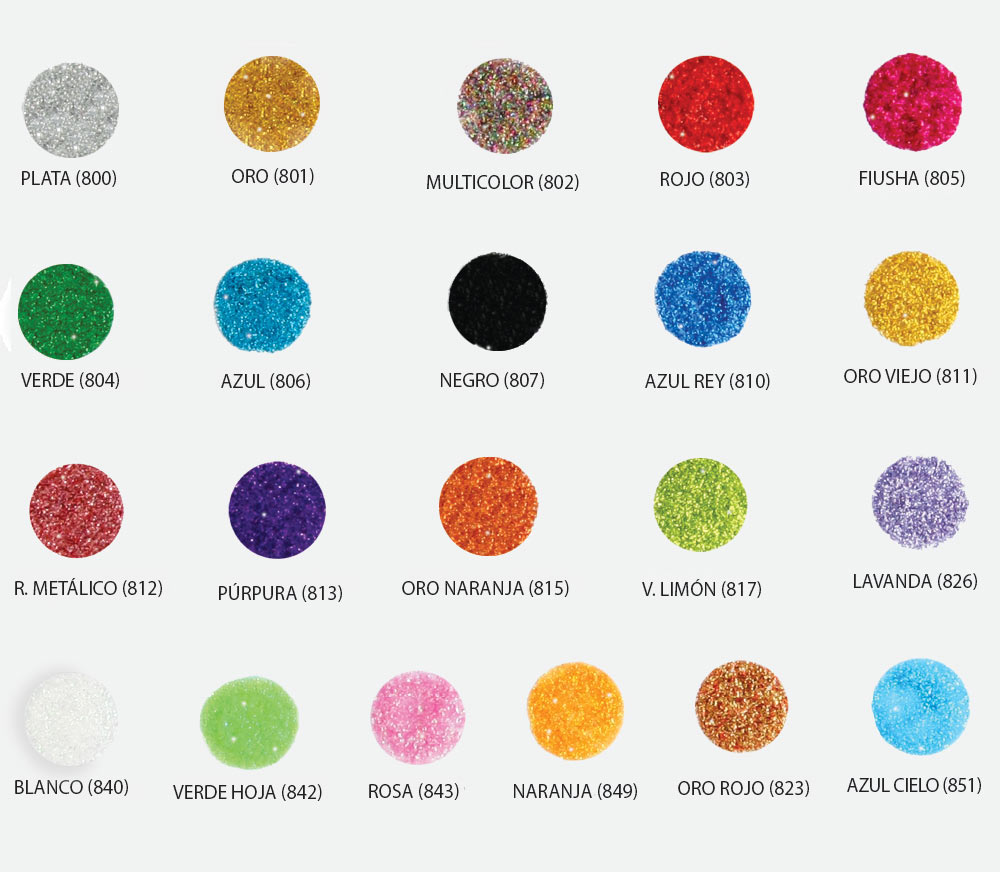 PLATA (800)
ORO (801)
MULTICOLOR (802)
ROJO (803)
FIUSHA (805)
VERDE (804)
AZUL (806)
NEGRO (807)
AZUL REY (810)
ORO VIEJO (811)
R. METÁLICO (812)
PÚRPURA (813)
ORO NARANJA (815)
V. LIMÓN (817)
LAVANDA (826)
BLANCO (840)
VERDE HOJA (842)
ROSA (843)
NARANJA (849)
ORO ROJO (823)
AZUL CIELO (851)